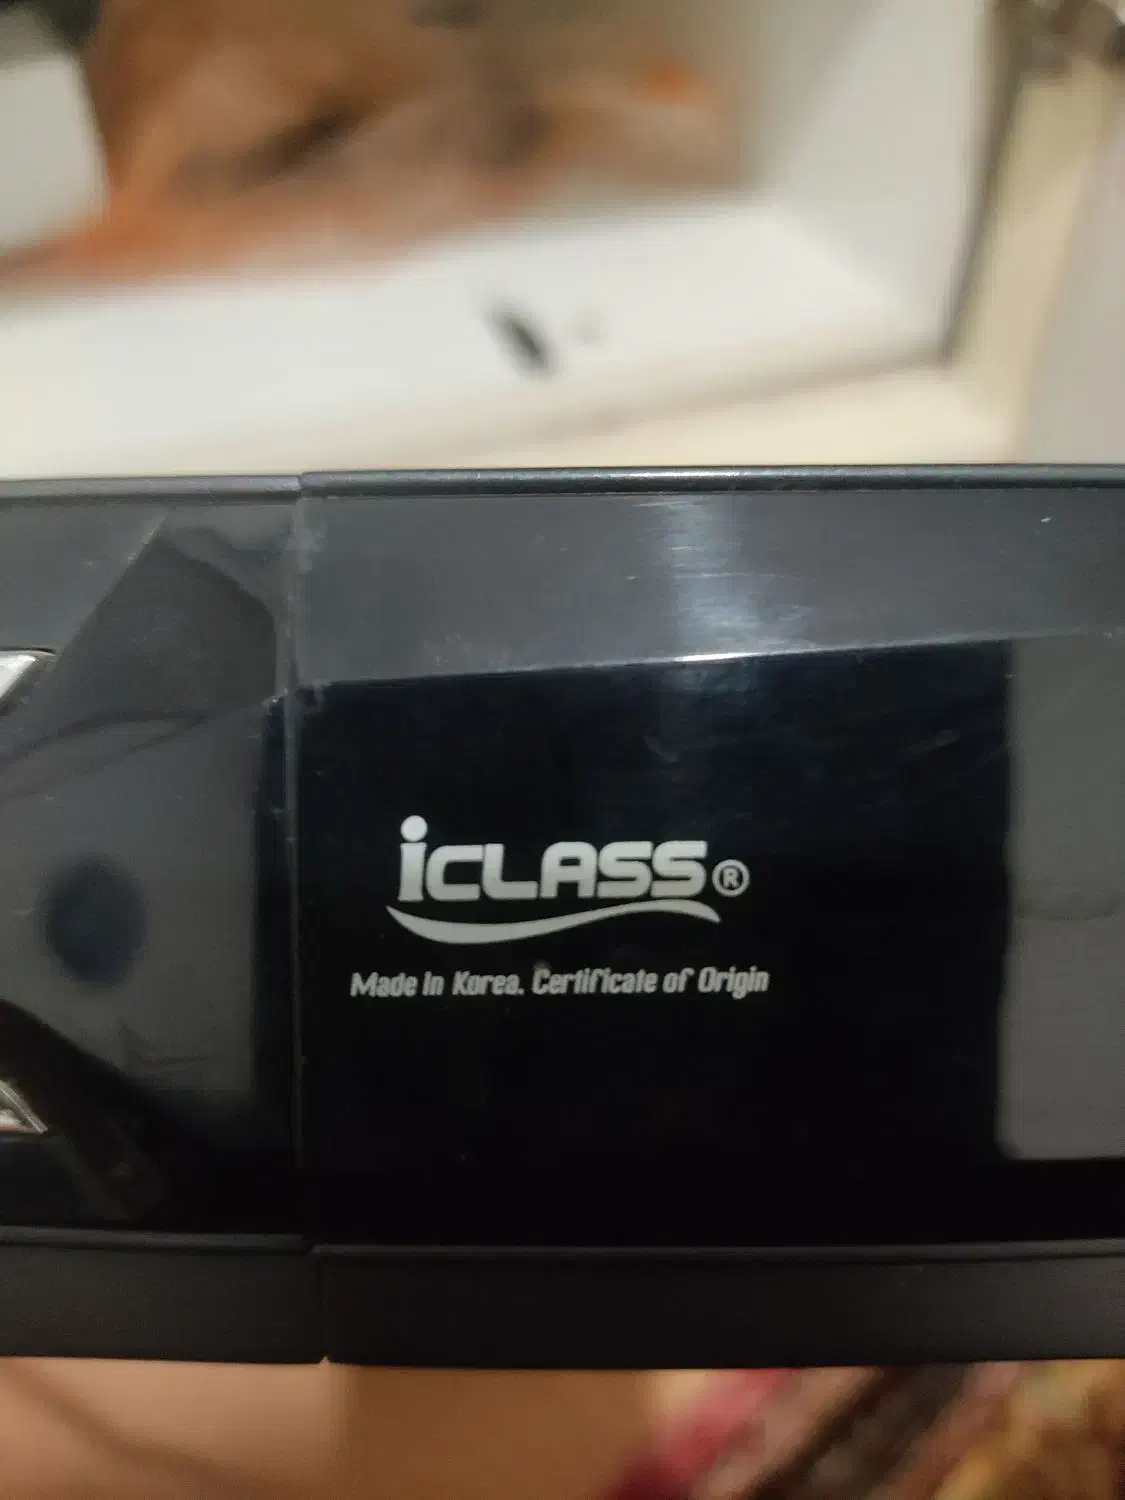 iCLASS®
Made in Korea. Certificate of Origin